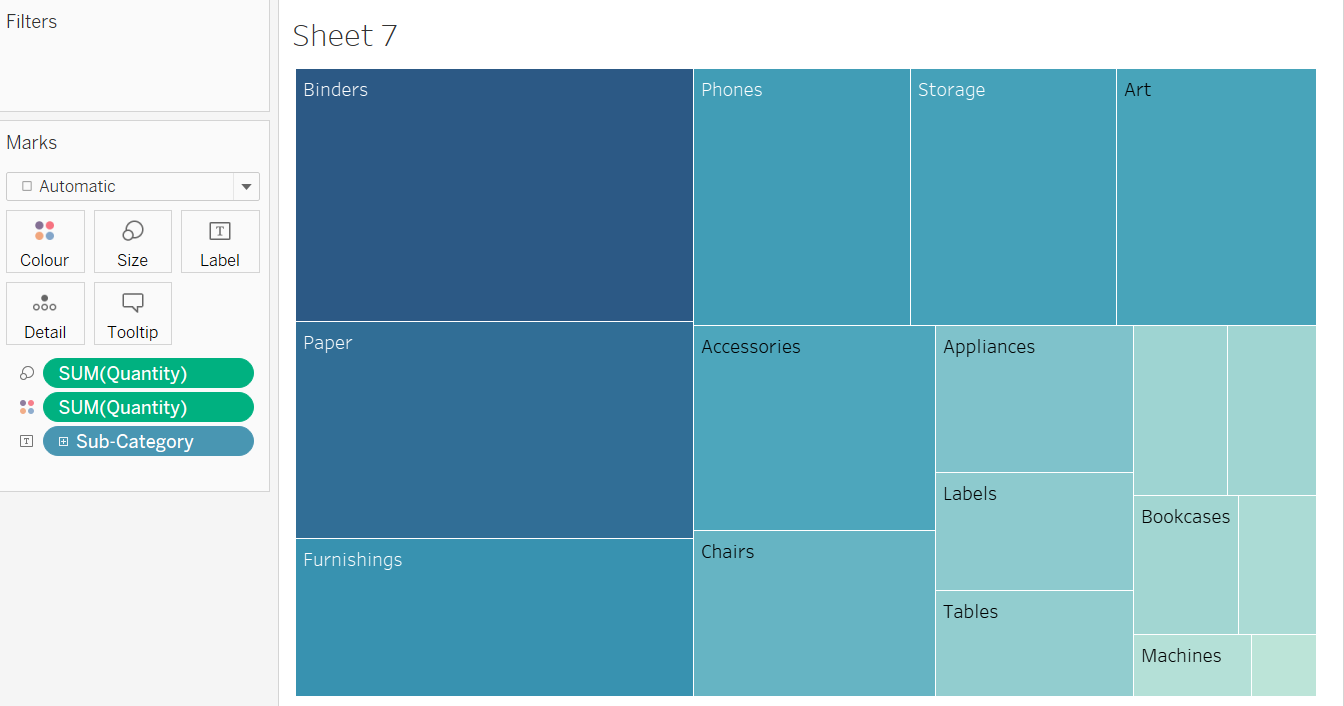 Filters
Marks
Automatic
Colour
Size
T
Label
Detail
Tooltip
SUM(Quantity)
SUM(Quantity)
T
Sub-Category
Sheet 7
Binders
Phones
Storage
Art
Paper
Accessories
Appliances
Labels
Bookcases
Chairs
Furnishings
Tables
Machines